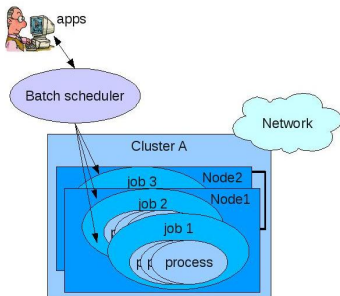 apps
Batch scheduler
Network
Cluster A
Node2
job 3
Node1
job 2
job 1
process